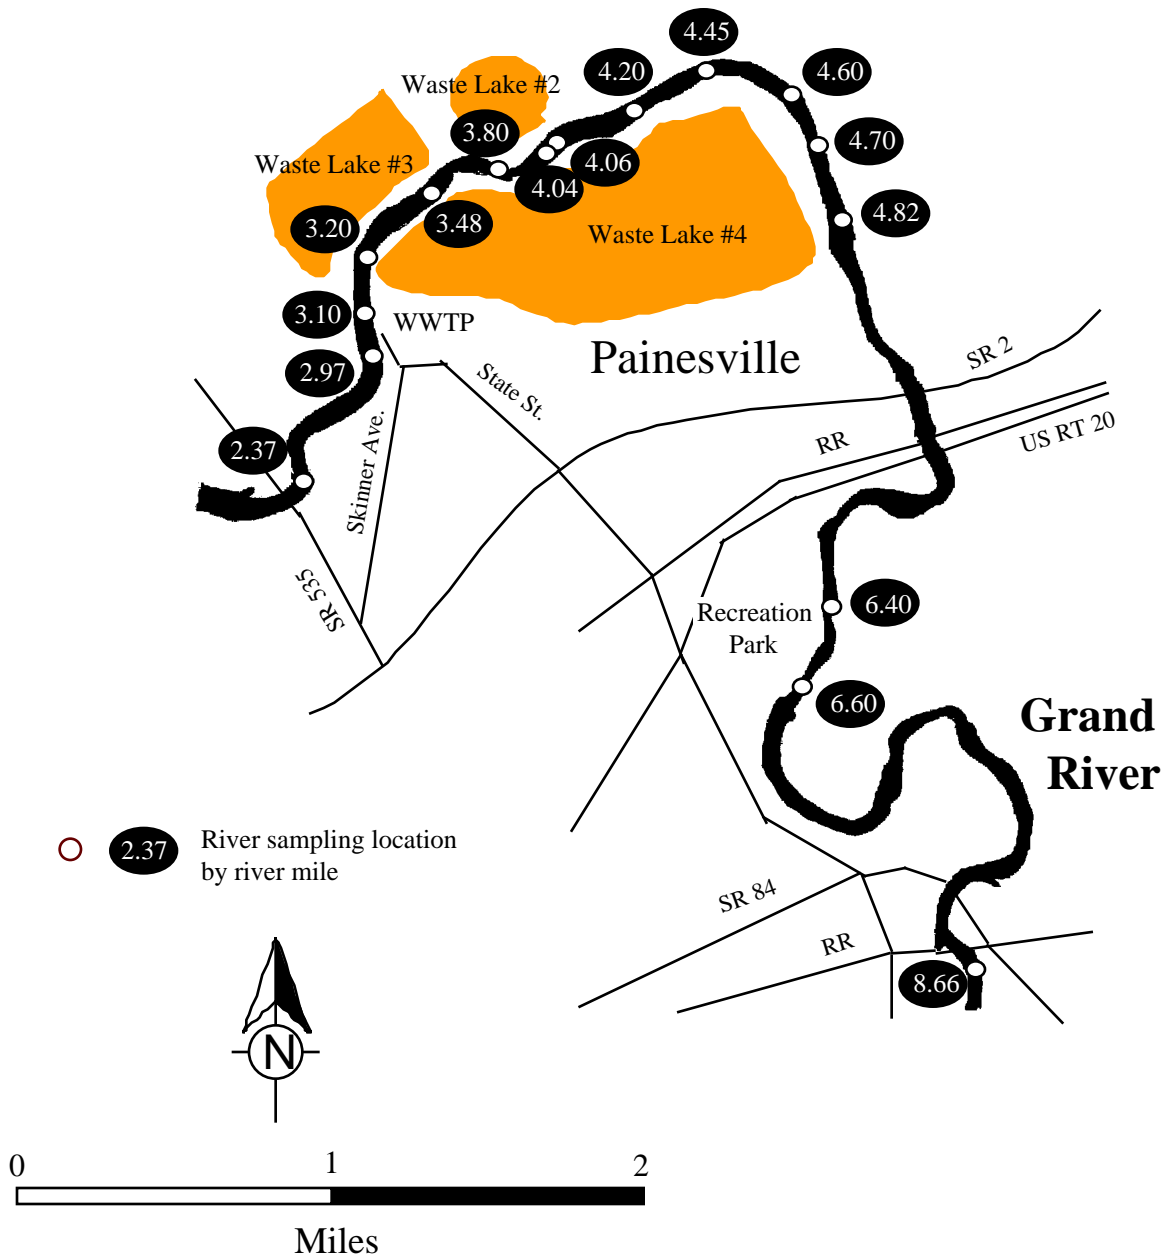 4.45
4.20
4.60
Waste Lake #2
3.80
4.70
Waste Lake #3
4.06
4.04
4.82
3.20
3.48
Waste Lake #4
3.10
WWTP
Painesville
SR 2
2.97
State St.
US RT 20
RR
2.37
Skinner Ave.
SR 535
Recreation
Park
6.40
6.60
Grand
River
2.37
River sampling location
by river mile
SR 84
RR
8.66
N
0
1
2
Miles